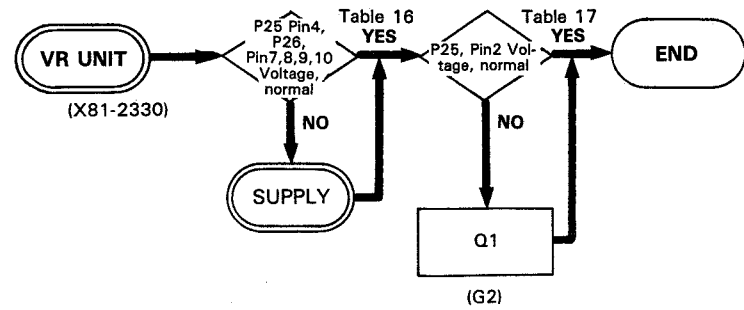 VR UNIT
(X81-2330)
P25 Pin4,
P26,
Pin7,8,9,10
Voltage,
normal
Table 16
YES
NO
SUPPLY
P25, Pin2 Vol-
tage, normal
Table 17
YES
NO
Q1
(G2)
END